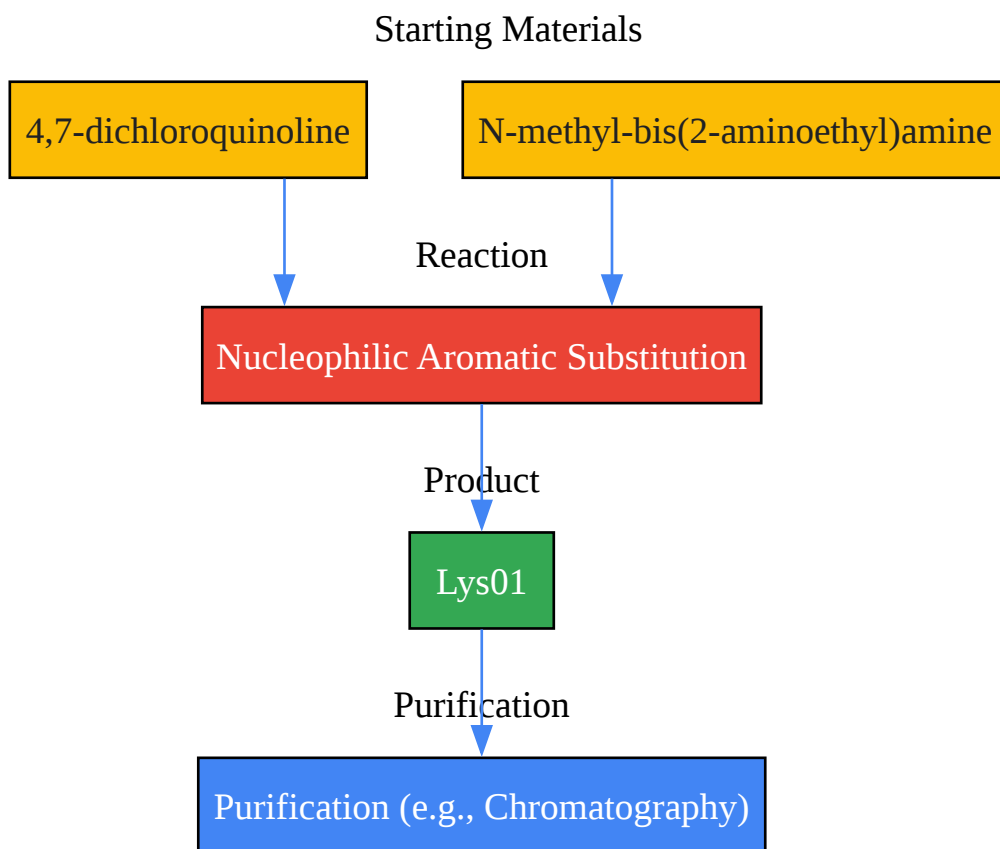 Starting Materials
4,7-dichloroquinoline
N-methyl-bis(2-aminoethyl)amine
Reaction
Nucleophilic Aromatic Substitution
Product
Lys01
Purification
Purification (e.g., Chromatography)